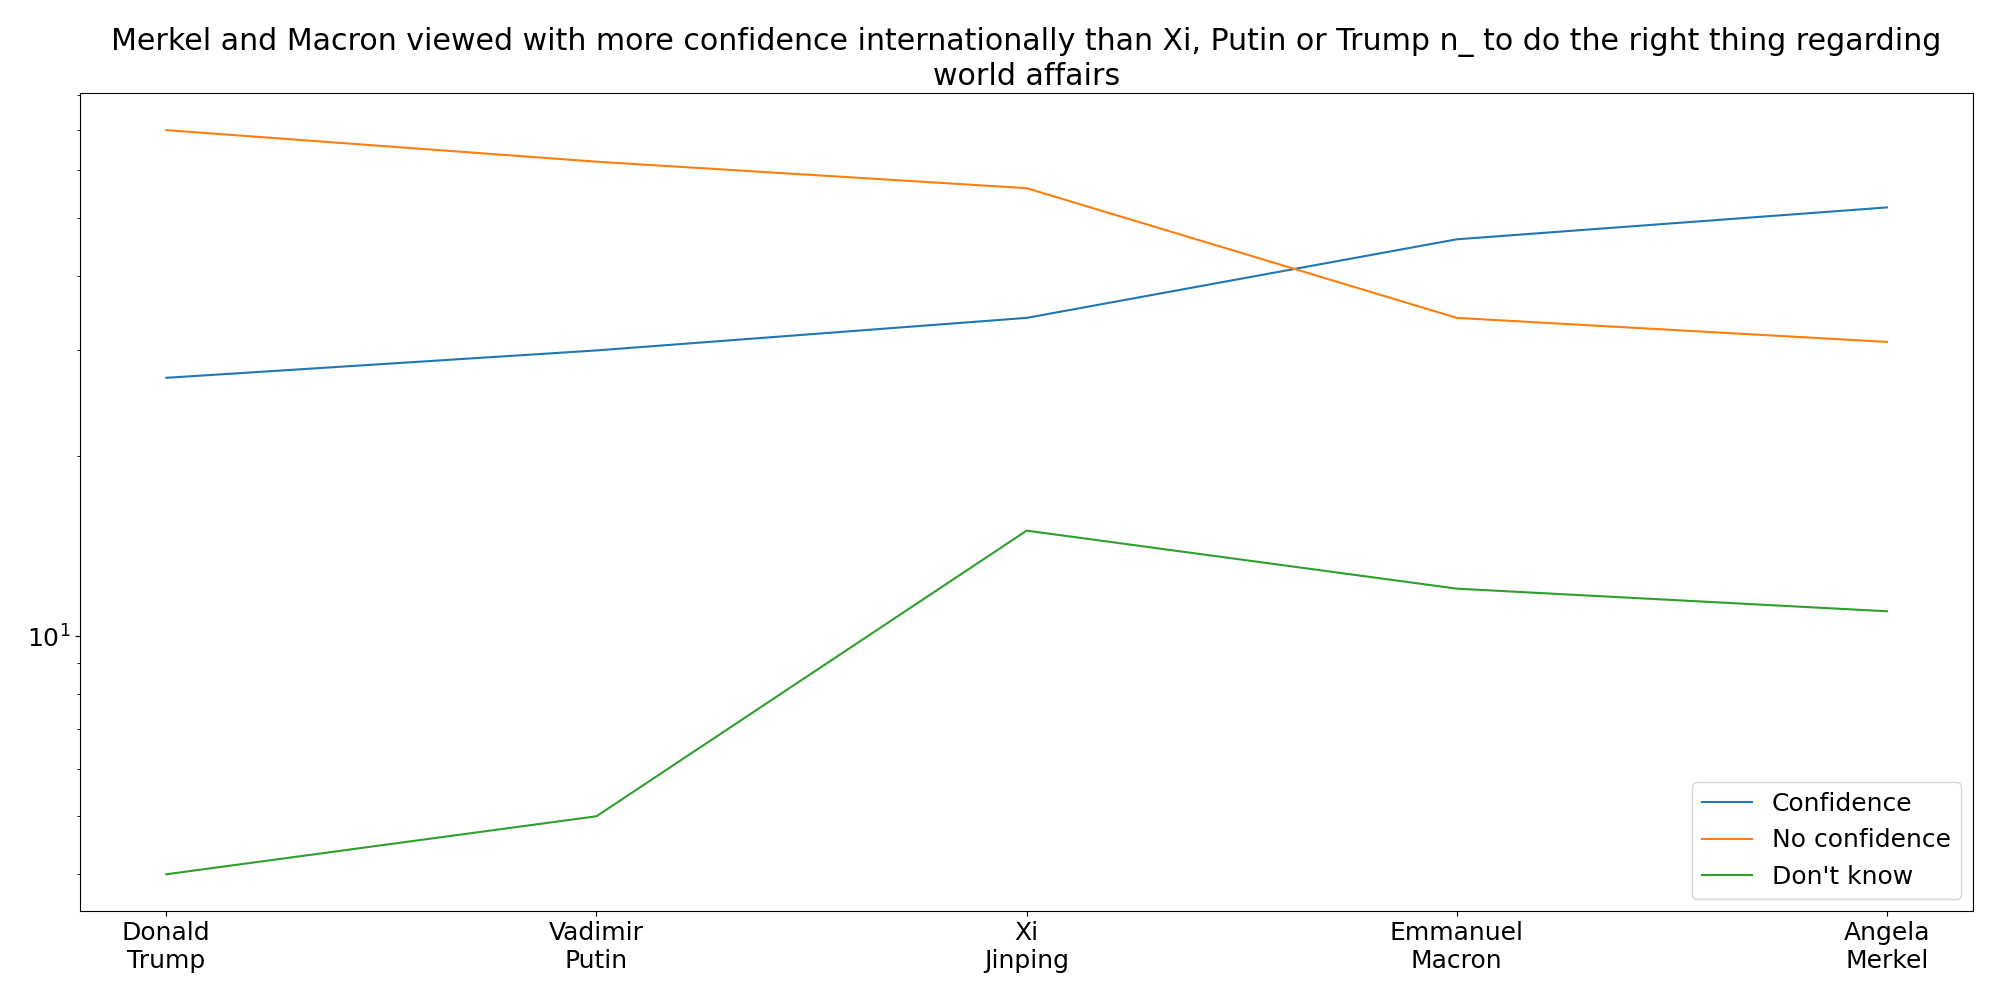 Merkel and Macron viewed with more confidence internationally than Xi, Putin or Trump n_ to do the right thing regarding
world affairs
10¹
Confidence
No confidence
Don't know
Donald
Trump
Vadimir
Putin
Xi
Jinping
Emmanuel
Macron
Angela
Merkel